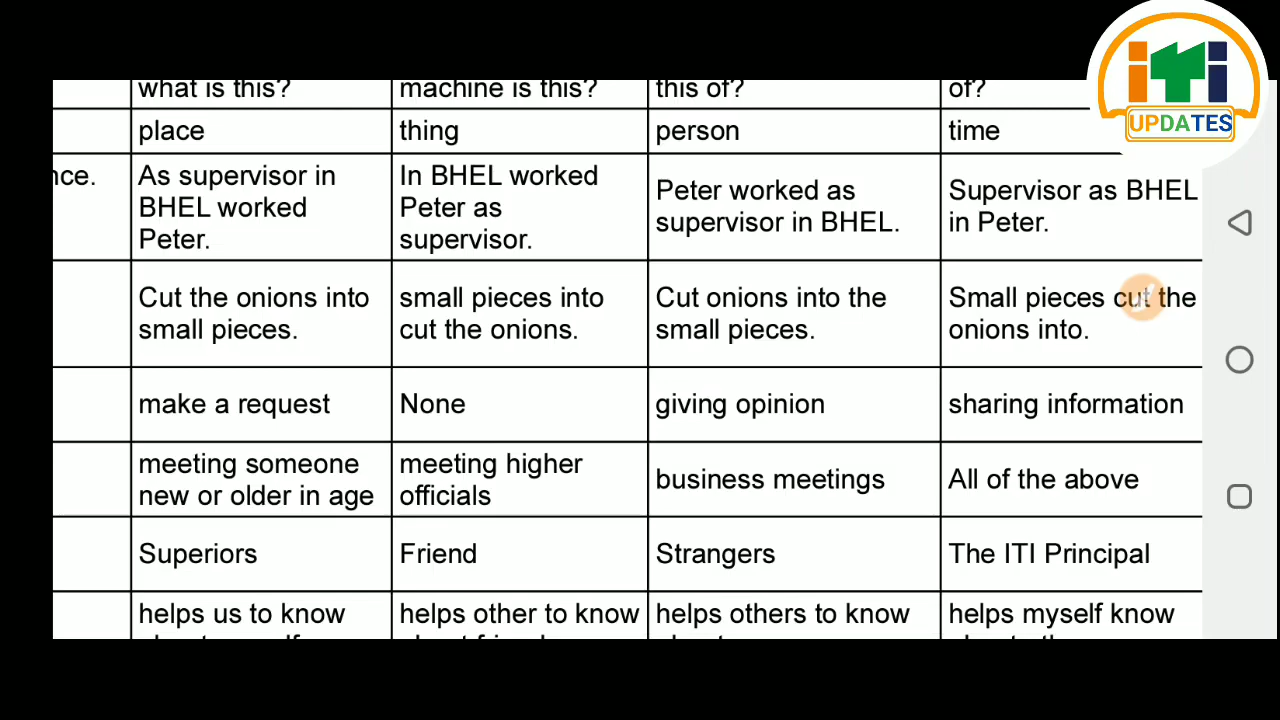 what is this?
machine is this?
this of?
of?
iTi
UPDATES
place
thing
person
time
As supervisor in
BHEL worked
Peter.
In BHEL worked
Peter as
supervisor.
Peter worked as
supervisor in BHEL.
Supervisor as BHEL
in Peter.
Cut the onions into
small pieces.
small pieces into
cut the onions.
Cut onions into the
small pieces.
Small pieces cut the
onions into.
make a request
None
giving opinion
sharing information
meeting someone
new or older in age
meeting higher
officials
business meetings
All of the above
Superiors
Friend
Strangers
The ITI Principal
helps us to know
helps other to know
helps others to know
helps myself know